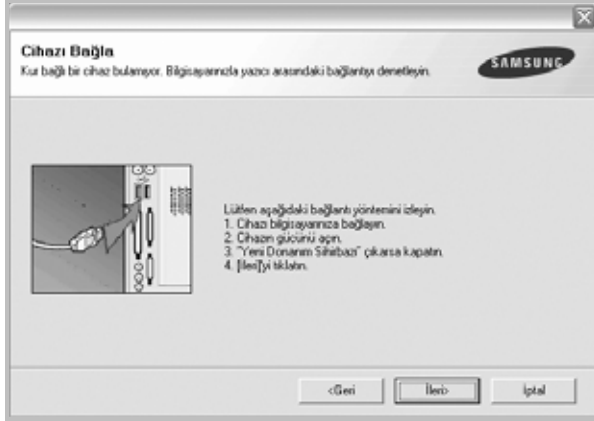 Cihazı Bağla
Kur bağlı bir cihaz bulamıyor. Bilgisayarınızla yazıcı arasındaki bağlantıyı denetleyin.
SAMSUNG
Lütfen aşağıdaki bağlantı yöntemini izleyin.
1. Cihazı bilgisayarınıza bağlayın.
2. Cihazın gücünü açın.
3. "Yeni Donanım Sihirbazı" çıkarsa kapatın.
4. [İleri]'yi tıklatın.
<Geri
İleri>
İptal